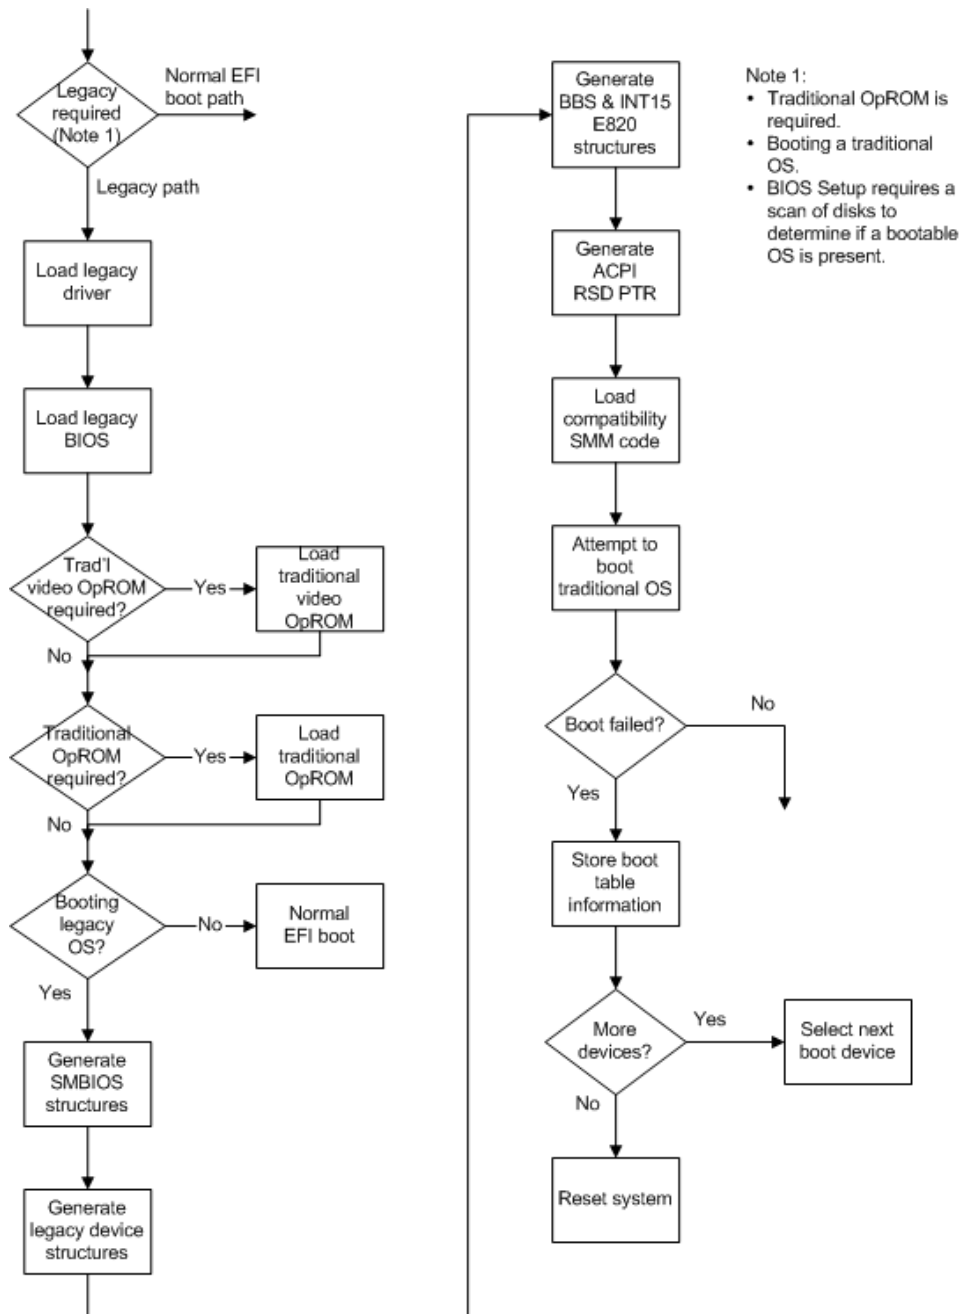 Legacy
required
(Note 1)
Normal EFI
boot path
Legacy path
Load legacy
driver
Load legacy
BIOS
Trad'l
video OpROM
required?
Yes
Load
traditional
video
OpROM
No
Traditional
OpROM
required?
Yes
Load
traditional
OpROM
No
Booting
legacy
OS?
No
Normal
EFI boot
Yes
Generate
SMBIOS
structures
Generate
legacy device
structures
Generate
BBS & INT15
E820
structures
Generate
ACPI
RSD PTR
Load
compatibility
SMM code
Attempt to
boot
traditional OS
Boot failed?
No
Yes
Store boot
table
information
More
devices?
Yes
Select next
boot device
No
Reset system
Note 1:
• Traditional OpROM is
required.
• Booting a traditional
OS.
• BIOS Setup requires a
scan of disks to
determine if a bootable
OS is present.